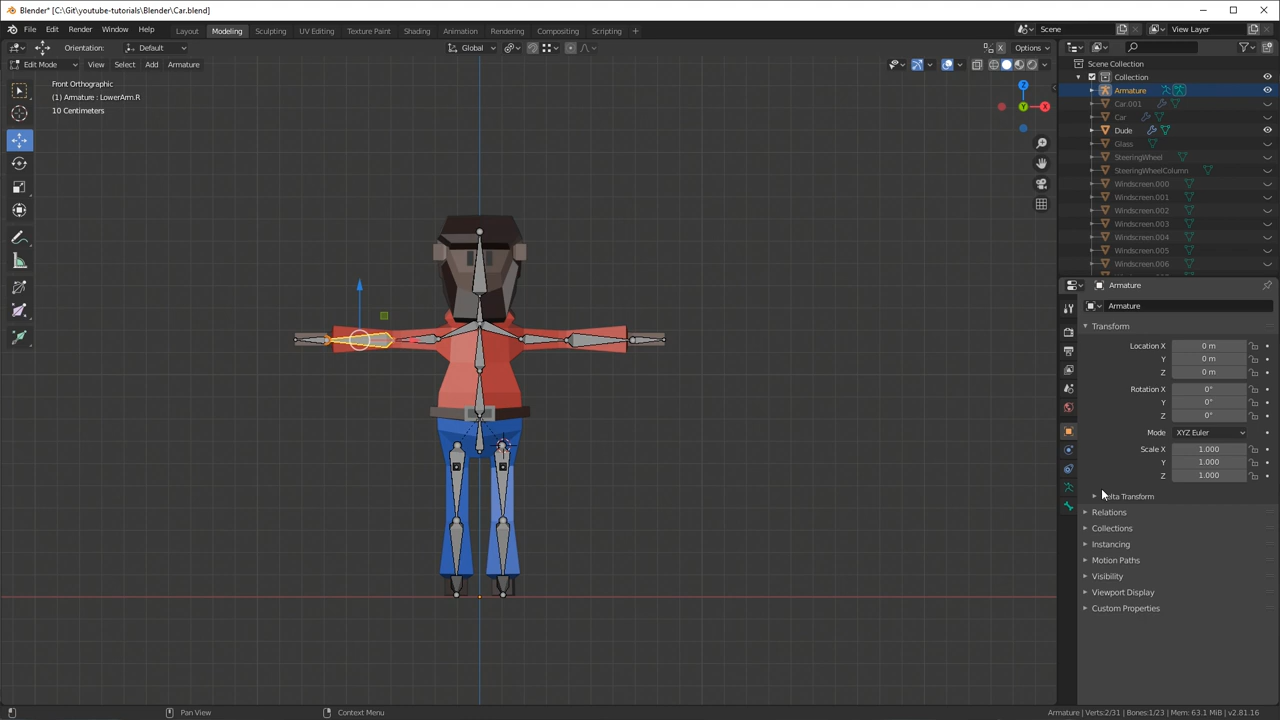 Blender* [C:\Git\youtube-tutorials\Blender\Car.blend]
File Edit Render Window Help Layout Modeling Sculpting UV Editing Texture Paint Shading Animation Rendering Compositing Scripting + Scene View Layer
Orientation: Default Global Options
Edit Mode View Select Add Armature
Front Orthographic
(1) Armature : LowerArm.R
10 Centimeters
Z
Y
X
X
Scene Collection
Collection
Armature
Car.001
Car
Dude
Glass
SteeringWheel
SteeringWheelColumn
Windscreen.000
Windscreen.001
Windscreen.002
Windscreen.003
Windscreen.004
Windscreen.005
Windscreen.006
Armature
Armature
Transform
Location X 0 m
Y 0 m
Z 0 m
Rotation X 0°
Y 0°
Z 0°
Mode XYZ Euler
Scale X 1.000
Y 1.000
Z 1.000
Transform
Relations
Collections
Instancing
Motion Paths
Visibility
Viewport Display
Custom Properties
Pan View Context Menu Armature | Verts:2/31 | Bones:1/23 | Mem: 63.1 MiB | v2.81.16